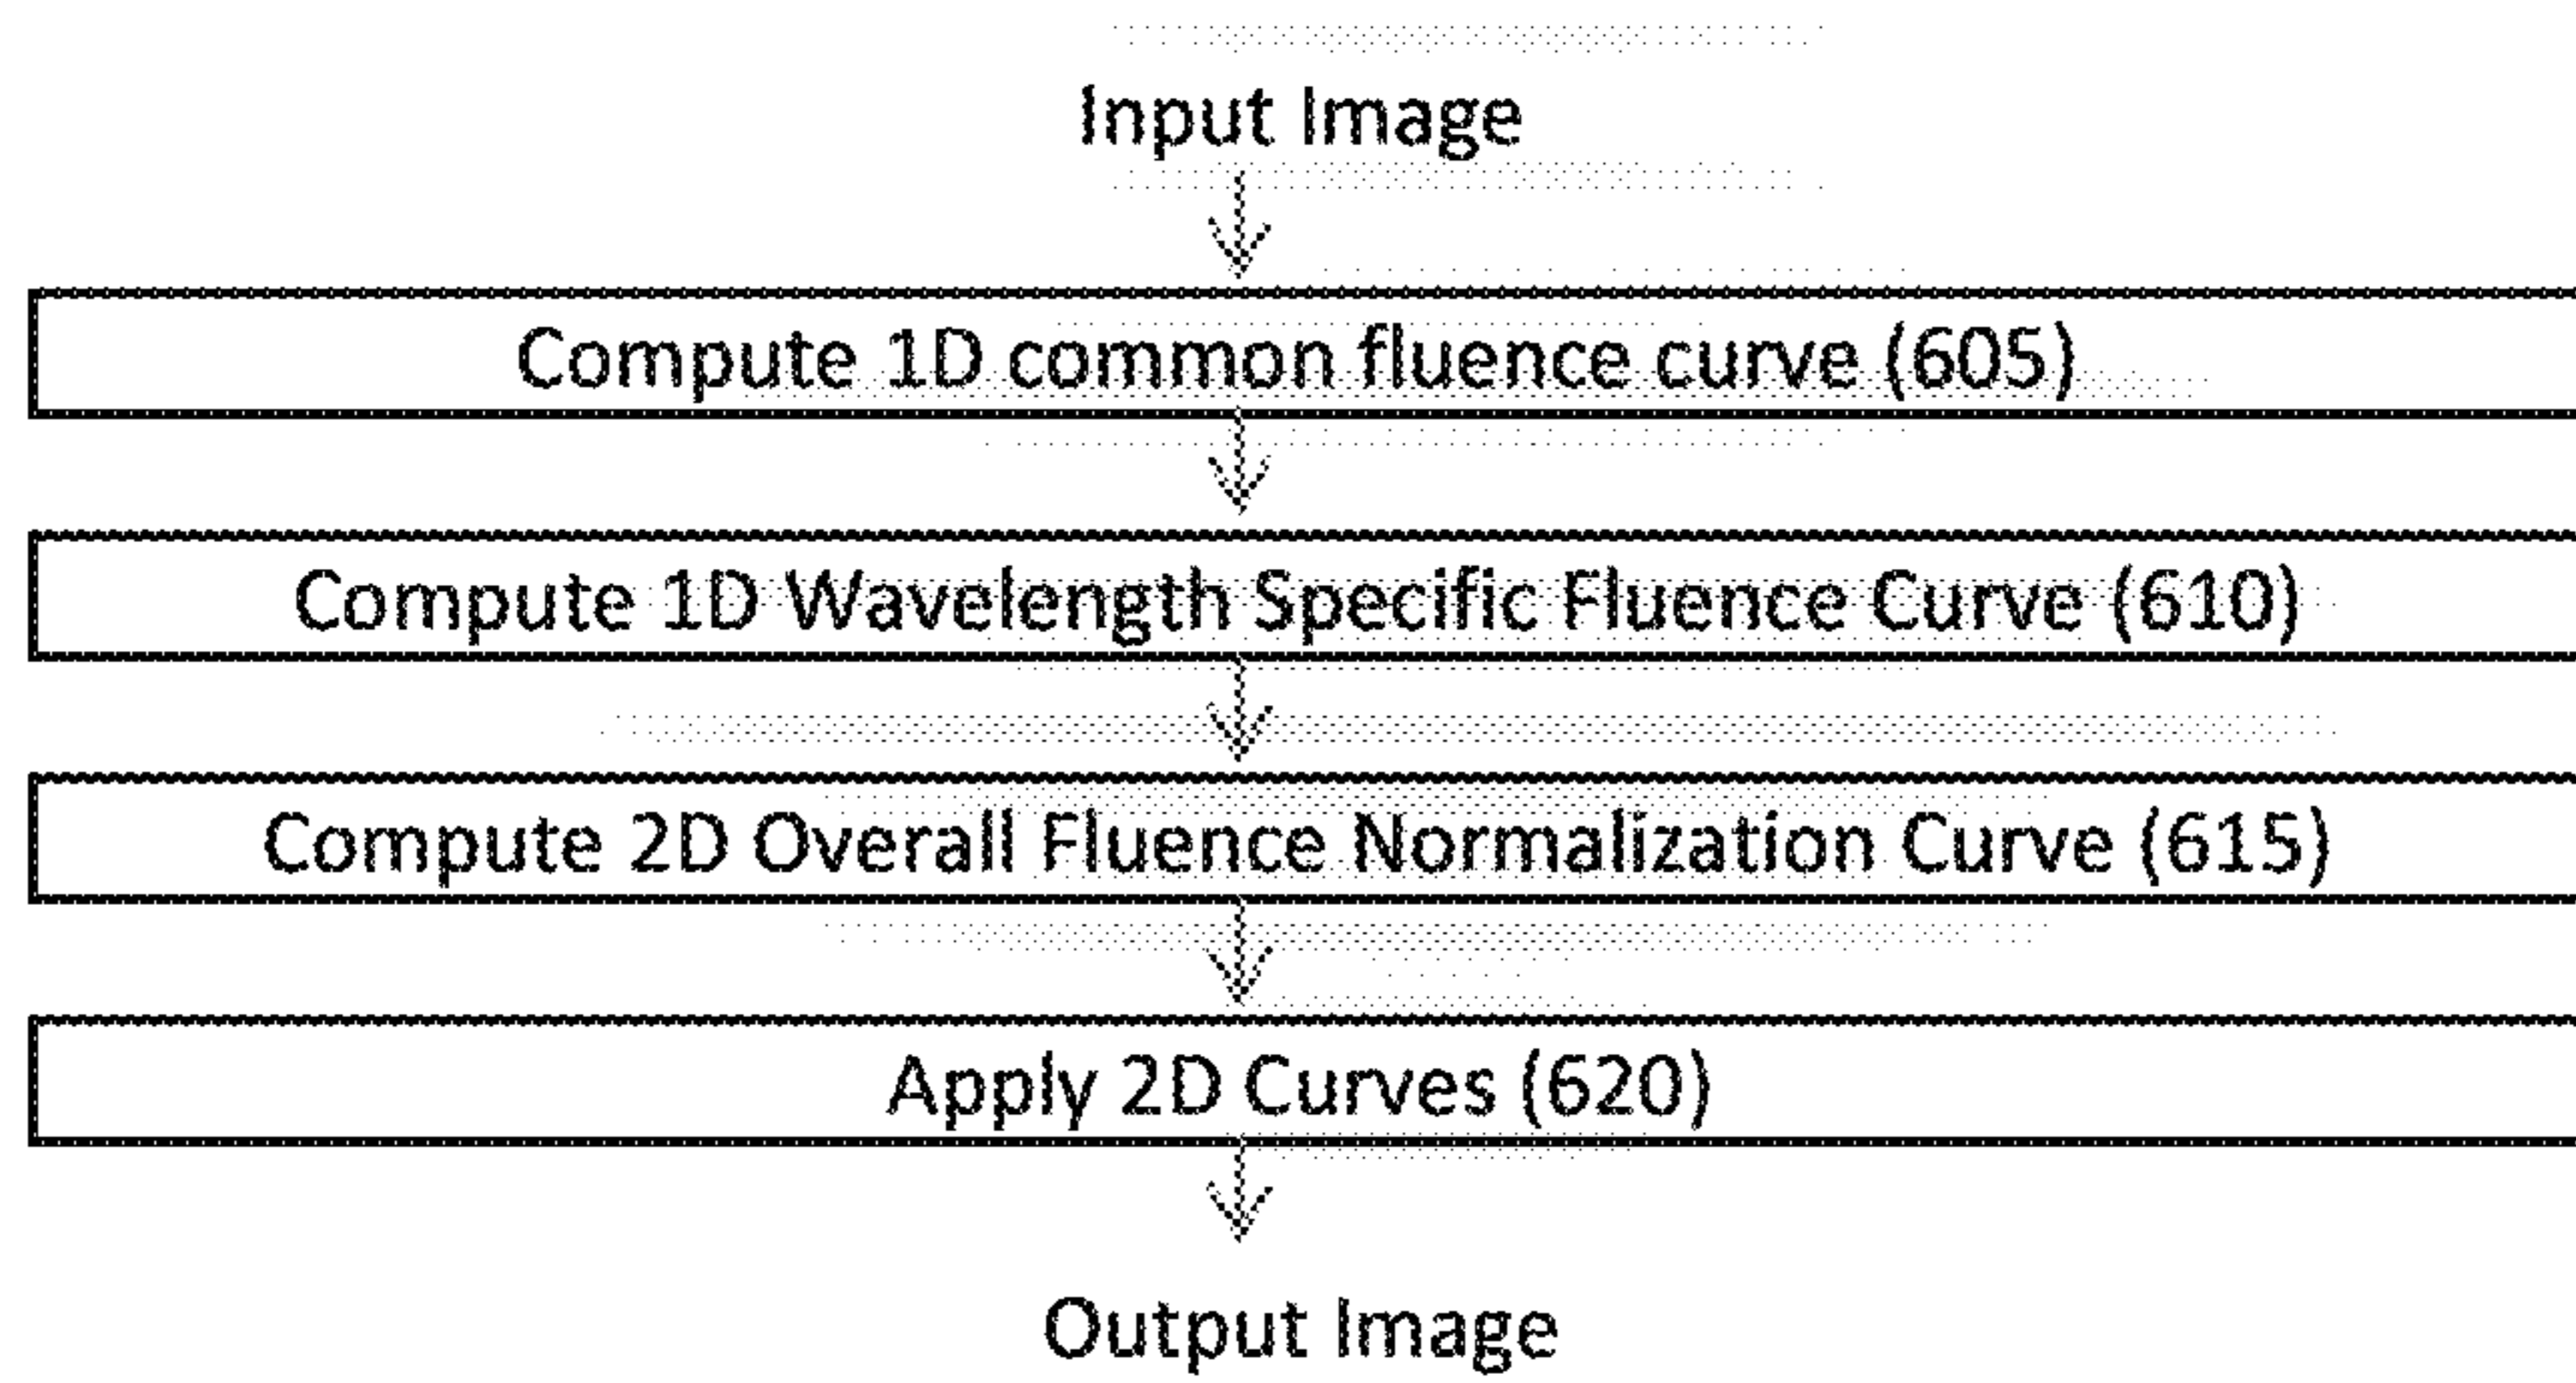 Input Image
Compute 1D common fluence curve (605)
Compute 1D Wavelength Specific Fluence Curve (610)
Compute 2D Overall Fluence Normalization Curve (615)
Apply 2D Curves (620)
Output Image